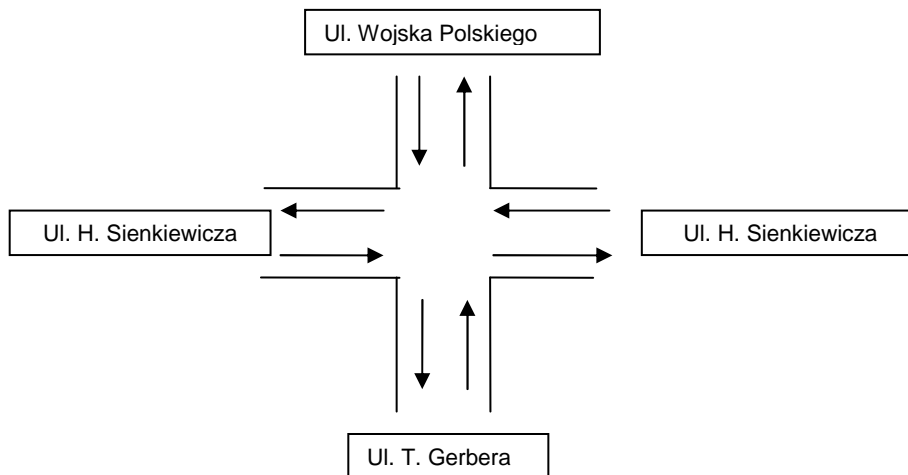 Ul. Wojska Polskiego
Ul. H. Sienkiewicza
Ul. H. Sienkiewicza
Ul. T. Gerbera